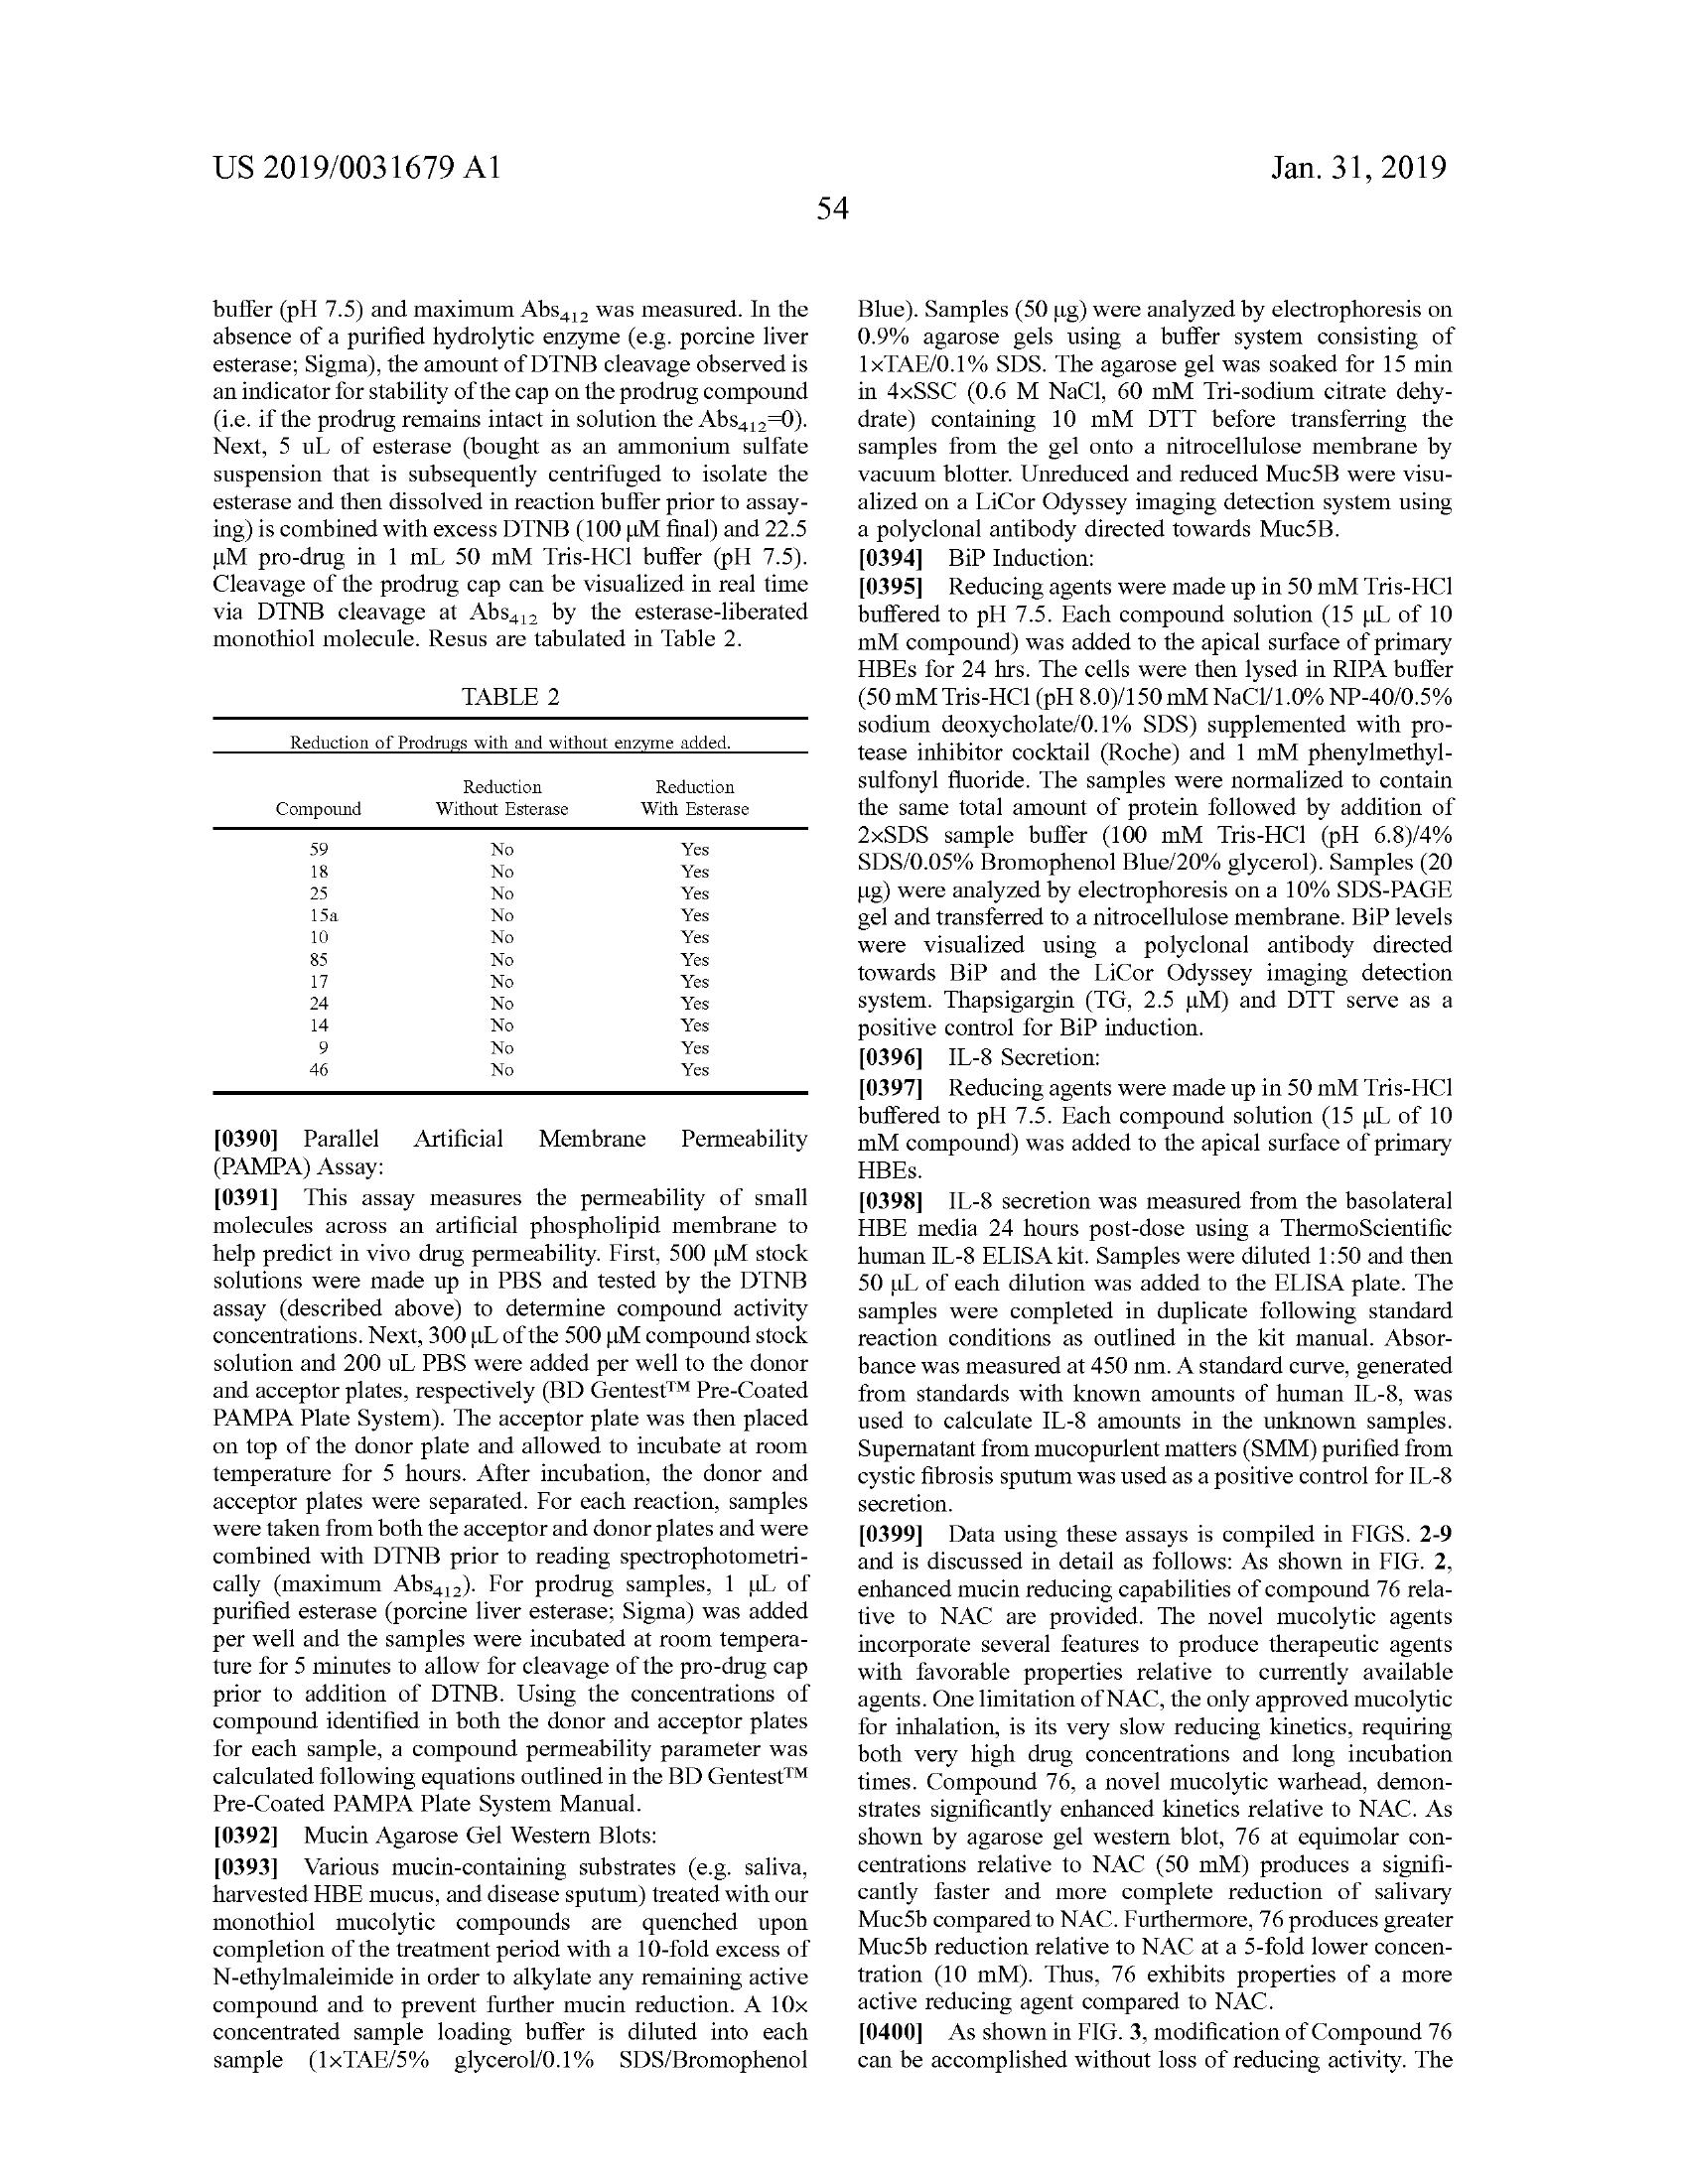 US 2019/0031679 A1
Jan. 31, 2019
54
buffer (pH 7.5) and maximum Abs412 was measured. In the
absence of a purified hydrolytic enzyme (e.g. porcine liver
esterase; Sigma), the amount of DTNB cleavage observed is
an indicator for stability of the cap on the prodrug compound
(i.e. if the prodrug remains intact in solution the Abs412=0).
Next, 5 uL of esterase (bought as an ammonium sulfate
suspension that is subsequently centrifuged to isolate the
esterase and then dissolved in reaction buffer prior to assay-
ing) is combined with excess DTNB (100 μM final) and 22.5
μM pro-drug in 1 mL 50 mM Tris-HCl buffer (pH 7.5).
Cleavage of the prodrug cap can be visualized in real time
via DTNB cleavage at Abs412 by the esterase-liberated
monothiol molecule. Resus are tabulated in Table 2.
TABLE 2
Reduction of Prodrugs with and without enzyme added.
Reduction Reduction
Compound Without Esterase With Esterase
59 No Yes
18 No Yes
25 No Yes
15a No Yes
10 No Yes
85 No Yes
17 No Yes
24 No Yes
14 No Yes
9 No Yes
46 No Yes
[0390] Parallel Artificial Membrane Permeability
(PAMPA) Assay:
[0391] This assay measures the permeability of small
molecules across an artificial phospholipid membrane to
help predict in vivo drug permeability. First, 500 μM stock
solutions were made up in PBS and tested by the DTNB
assay (described above) to determine compound activity
concentrations. Next, 300 μL of the 500 μM compound stock
solution and 200 uL PBS were added per well to the donor
and acceptor plates, respectively (BD Gentest™ Pre-Coated
PAMPA Plate System). The acceptor plate was then placed
on top of the donor plate and allowed to incubate at room
temperature for 5 hours. After incubation, the donor and
acceptor plates were separated. For each reaction, samples
were taken from both the acceptor and donor plates and were
combined with DTNB prior to reading spectrophotometri-
cally (maximum Abs412). For prodrug samples, 1 μL of
purified esterase (porcine liver esterase; Sigma) was added
per well and the samples were incubated at room tempera-
ture for 5 minutes to allow for cleavage of the pro-drug cap
prior to addition of DTNB. Using the concentrations of
compound identified in both the donor and acceptor plates
for each sample, a compound permeability parameter was
calculated following equations outlined in the BD Gentest™
Pre-Coated PAMPA Plate System Manual.
[0392] Mucin Agarose Gel Western Blots:
[0393] Various mucin-containing substrates (e.g. saliva,
harvested HBE mucus, and disease sputum) treated with our
monothiol mucolytic compounds are quenched upon
completion of the treatment period with a 10-fold excess of
N-ethylmaleimide in order to alkylate any remaining active
compound and to prevent further mucin reduction. A 10x
concentrated sample loading buffer is diluted into each
sample (1xTAE/5% glycerol/0.1% SDS/Bromophenol
Blue). Samples (50 μg) were analyzed by electrophoresis on
0.9% agarose gels using a buffer system consisting of
1xTAE/0.1% SDS. The agarose gel was soaked for 15 min
in 4xSSC (0.6 M NaCl, 60 mM Tri-sodium citrate dehy-
drate) containing 10 mM DTT before transferring the
samples from the gel onto a nitrocellulose membrane by
vacuum blotter. Unreduced and reduced Muc5B were visu-
alized on a LiCor Odyssey imaging detection system using
a polyclonal antibody directed towards Muc5B.
[0394] BiP Induction:
[0395] Reducing agents were made up in 50 mM Tris-HCl
buffered to pH 7.5. Each compound solution (15 μL of 10
mM compound) was added to the apical surface of primary
HBEs for 24 hrs. The cells were then lysed in RIPA buffer
(50 mM Tris-HCl (pH 8.0)/150 mM NaCl/1.0% NP-40/0.5%
sodium deoxycholate/0.1% SDS) supplemented with pro-
tease inhibitor cocktail (Roche) and 1 mM phenylmethyl-
sulfonyl fluoride. The samples were normalized to contain
the same total amount of protein followed by addition of
2xSDS sample buffer (100 mM Tris-HCl (pH 6.8)/4%
SDS/0.05% Bromophenol Blue/20% glycerol). Samples (20
μg) were analyzed by electrophoresis on a 10% SDS-PAGE
gel and transferred to a nitrocellulose membrane. BiP levels
were visualized using a polyclonal antibody directed
towards BiP and the LiCor Odyssey imaging detection
system. Thapsigargin (TG, 2.5 μM) and DTT serve as a
positive control for BiP induction.
[0396] IL-8 Secretion:
[0397] Reducing agents were made up in 50 mM Tris-HCl
buffered to pH 7.5. Each compound solution (15 μL of 10
mM compound) was added to the apical surface of primary
HBEs.
[0398] IL-8 secretion was measured from the basolateral
HBE media 24 hours post-dose using a ThermoScientific
human IL-8 ELISA kit. Samples were diluted 1:50 and then
50 μL of each dilution was added to the ELISA plate. The
samples were completed in duplicate following standard
reaction conditions as outlined in the kit manual. Absor-
bance was measured at 450 nm. A standard curve, generated
from standards with known amounts of human IL-8, was
used to calculate IL-8 amounts in the unknown samples.
Supernatant from mucopurlent matters (SMM) purified from
cystic fibrosis sputum was used as a positive control for IL-8
secretion.
[0399] Data using these assays is compiled in FIGS. 2-9
and is discussed in detail as follows: As shown in FIG. 2,
enhanced mucin reducing capabilities of compound 76 rela-
tive to NAC are provided. The novel mucolytic agents
incorporate several features to produce therapeutic agents
with favorable properties relative to currently available
agents. One limitation of NAC, the only approved mucolytic
for inhalation, is its very slow reducing kinetics, requiring
both very high drug concentrations and long incubation
times. Compound 76, a novel mucolytic warhead, demon-
strates significantly enhanced kinetics relative to NAC. As
shown by agarose gel western blot, 76 at equimolar con-
centrations relative to NAC (50 mM) produces a signifi-
cantly faster and more complete reduction of salivary
Muc5b compared to NAC. Furthermore, 76 produces greater
Muc5b reduction relative to NAC at a 5-fold lower concen-
tration (10 mM). Thus, 76 exhibits properties of a more
active reducing agent compared to NAC.
[0400] As shown in FIG. 3, modification of Compound 76
can be accomplished without loss of reducing activity. The